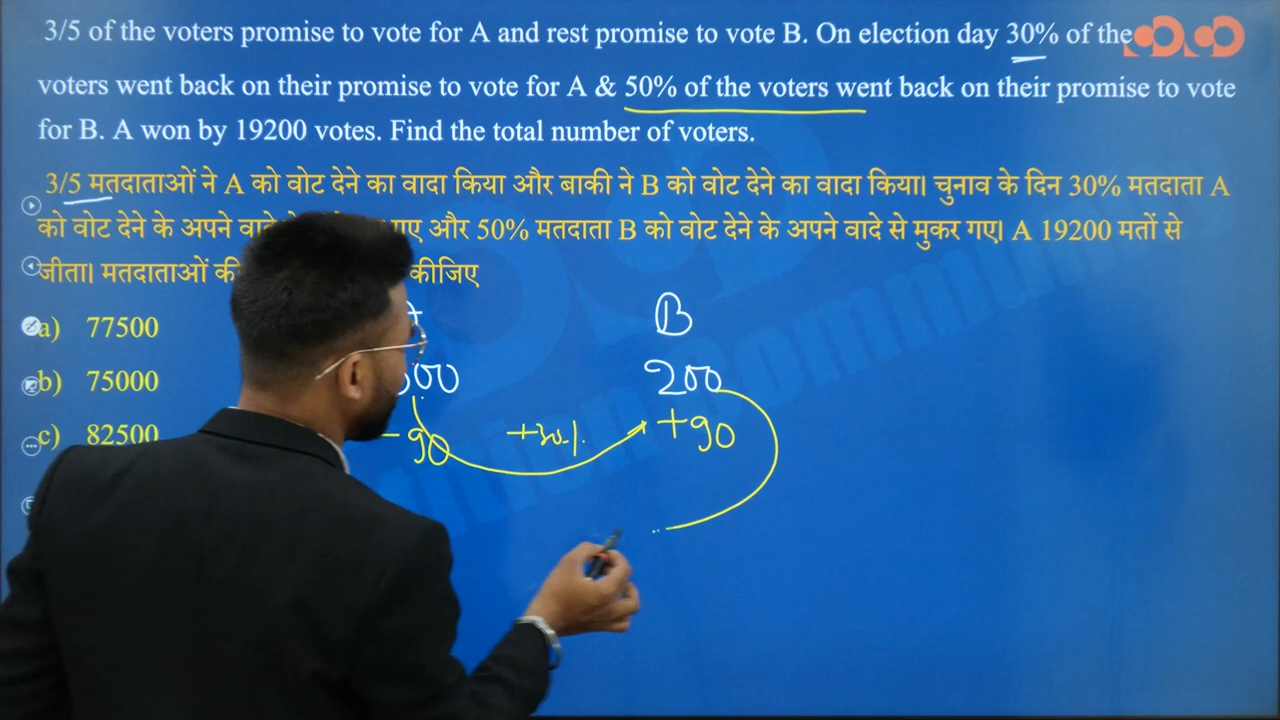 3/5 of the voters promise to vote for A and rest promise to vote B. On election day 30% of the
voters went back on their promise to vote for A & 50% of the voters went back on their promise to vote
for B. A won by 19200 votes. Find the total number of voters.
3/5 मतदाताओं ने A को वोट देने का वादा किया और बाकी ने B को वोट देने का वादा किया। चुनाव के दिन 30% मतदाता A
को वोट देने के अपने और 50% मतदाता B को वोट देने के अपने वादे से मुकर गए। A 19200 मतों से
जीता। मतदाताओं की कीजिए
a) 77500
b) 75000
c) 82500
B
200
-90 +30%. +90